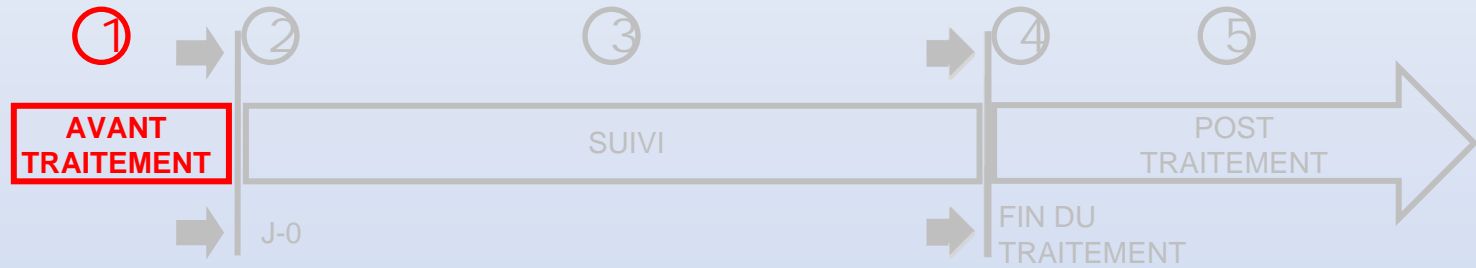 1 2 3 4 5
AVANT
TRAITEMENT
SUIVI
POST
TRAITEMENT
J-0
FIN DU
TRAITEMENT